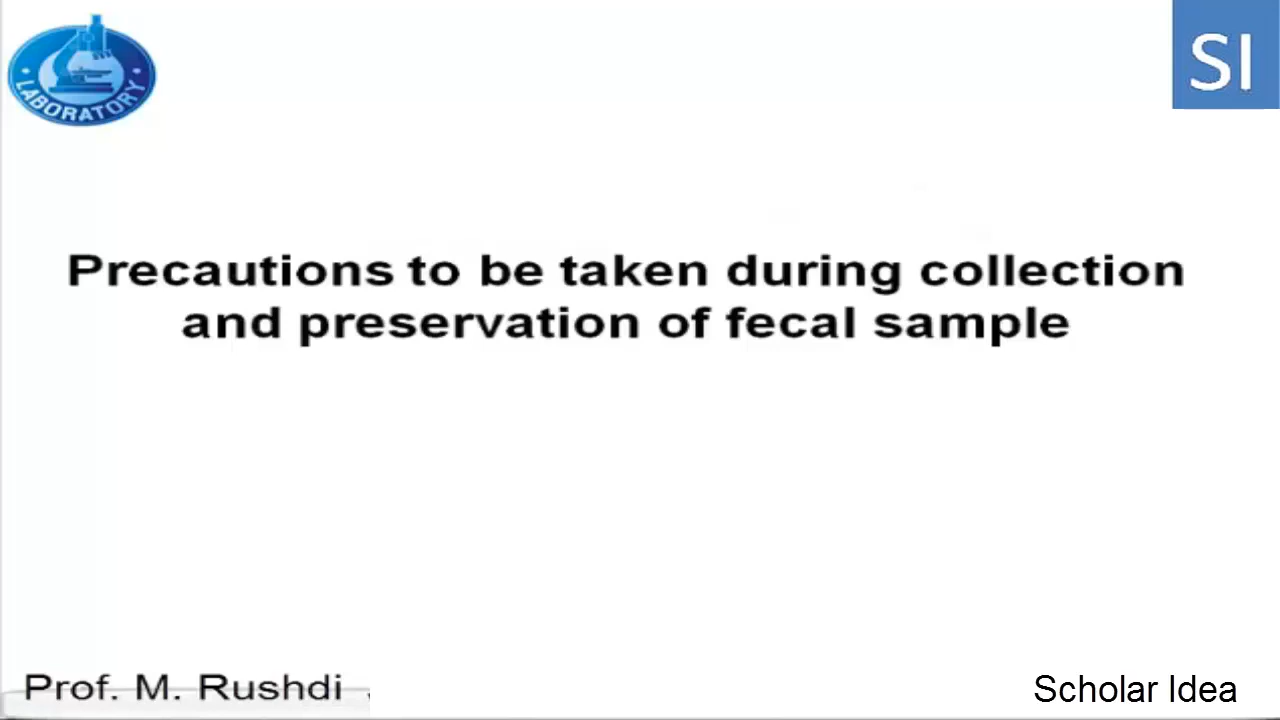 LABORATORY
SI
Precautions to be taken during collection
and preservation of fecal sample
Prof. M. Rushdi
Scholar Idea